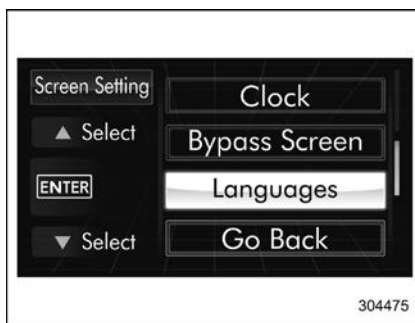 Screen Setting
▲ Select
ENTER
▼ Select
Clock
Bypass Screen
Languages
Go Back
304475